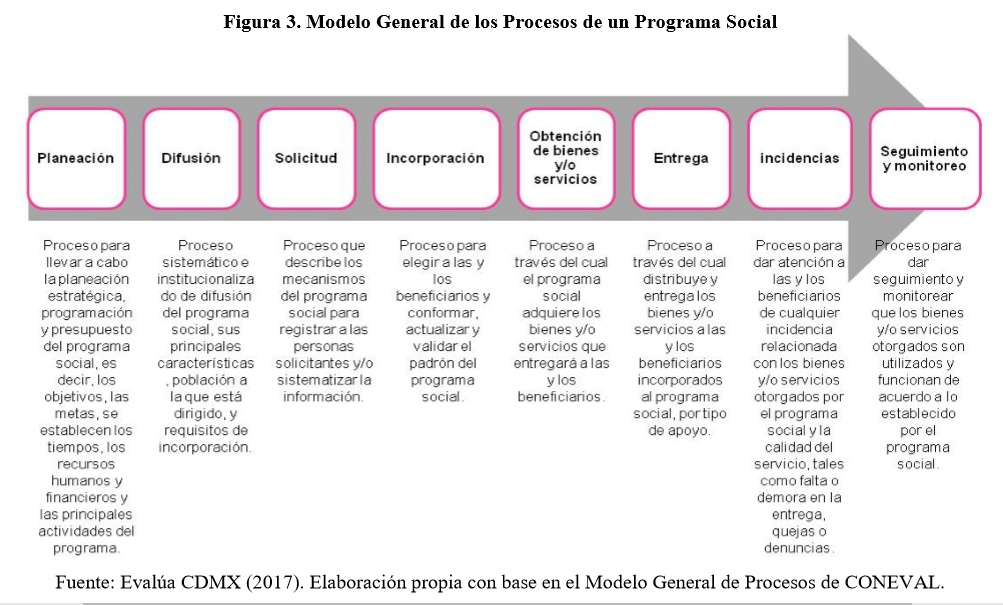 Figura 3. Modelo General de los Procesos de un Programa Social
Planeación
Difusión
Solicitud
Incorporación
Obtención
de bienes
y/o
servicios
Entrega
incidencias
Seguimiento
y monitoreo
Proceso para
llevar a cabo
la planeación
estratégica,
programación
y presupuesto
del programa
social, es
decir, los
objetivos, las
metas, se
establecen los
tiempos, los
recursos
humanos y
financieros y
las principales
actividades del
programa.
Proceso
sistemático e
institucionaliza
do de difusión
del programa
social, sus
principales
características
, población a
la que está
dirigido, y
requisitos de
incorporación.
Proceso que
describe los
mecanismos
del programa
social para
registrar a las
personas
solicitantes y/o
sistematizar la
información.
Proceso para
elegir a las y
los
beneficiarios y
conformar,
actualizar y
validar el
padrón del
programa
social.
Proceso a
través del cual
el programa
social
adquiere los
bienes y/o
servicios que
entregará a las
y los
beneficiarios.
Proceso a
través del cual
distribuye y
entrega los
bienes y/o
servicios a las
y los
beneficiarios
incorporados
al programa
social, por tipo
de apoyo.
Proceso para
dar atención a
las y los
beneficiarios
de cualquier
incidencia
relacionada
con los bienes
y/o servicios
otorgados por
el programa
social y la
calidad del
servicio, tales
como falta o
demora en la
entrega,
quejas o
denuncias.
Proceso para
dar
seguimiento y
monitorear
que los bienes
y/o servicios
otorgados son
utilizados y
funcionan de
acuerdo a lo
establecido
por el
programa
social.
Fuente: Evalúa CDMX (2017). Elaboración propia con base en el Modelo General de Procesos de CONEVAL.